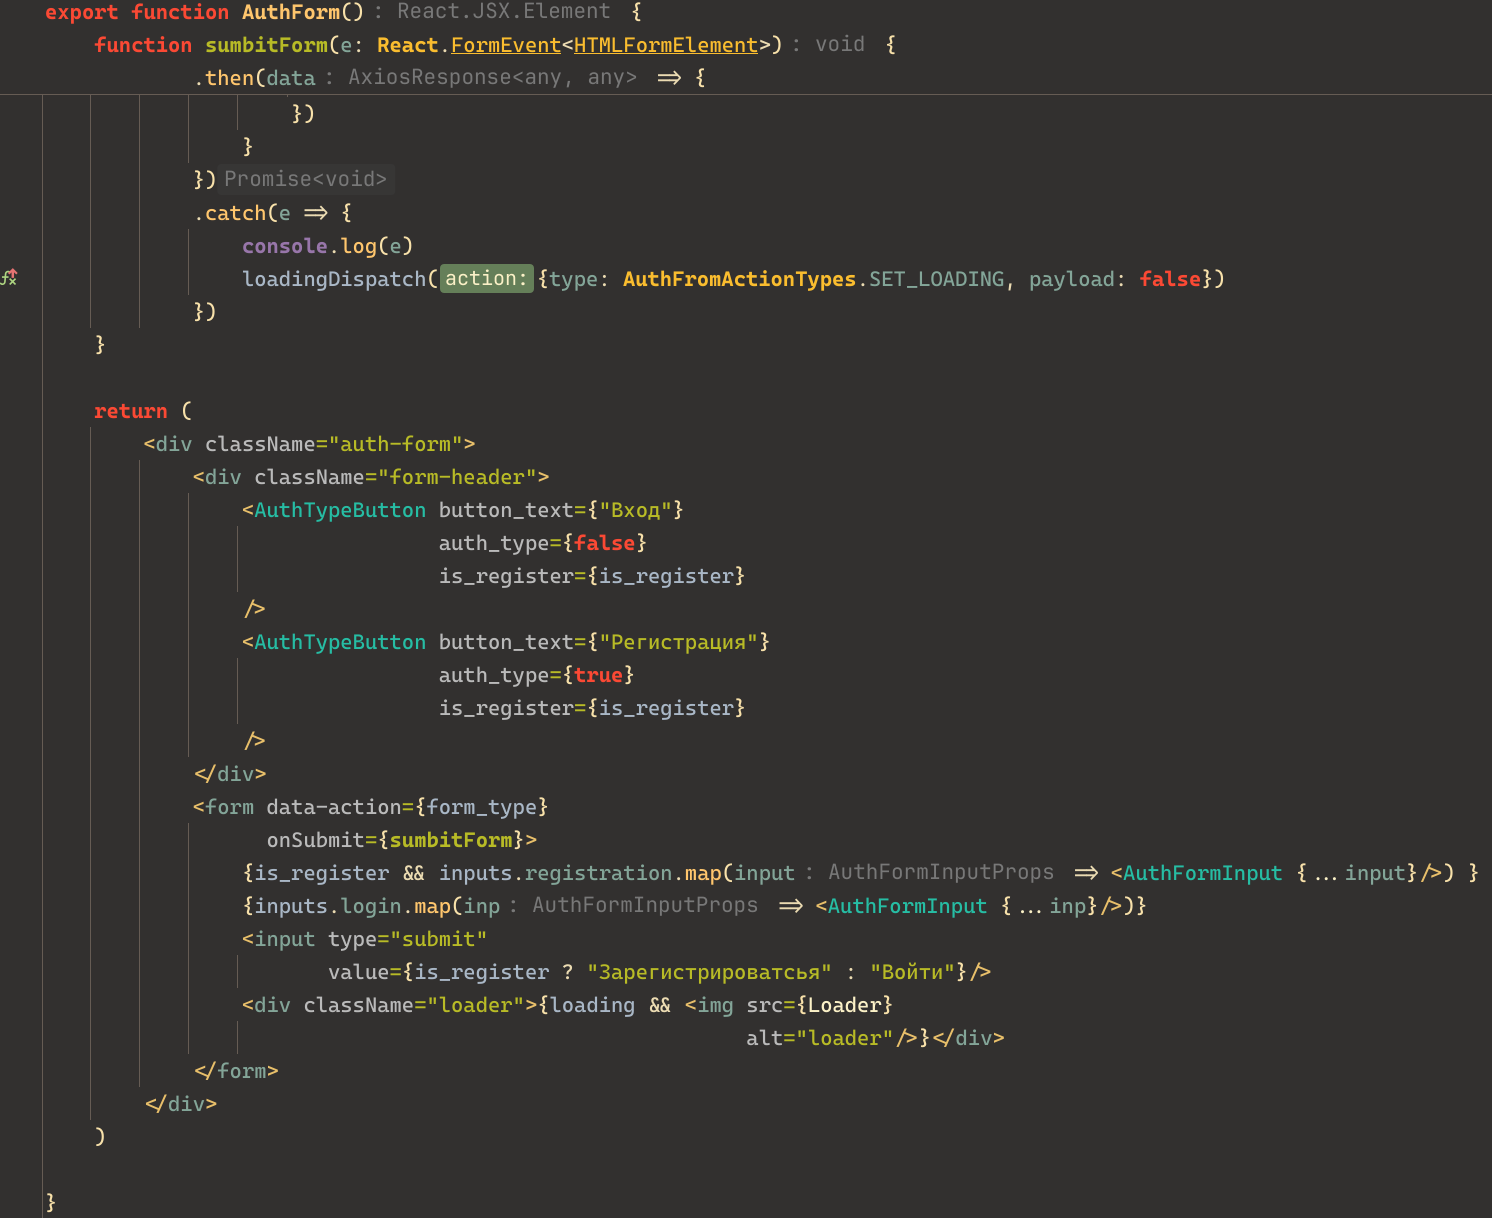 export function AuthForm() : React.JSX.Element {
function sumbitForm(e: React.FormEvent<HTMLFormElement>) : void {
.then(data : AxiosResponse<any, any> => {
})
}
}) Promise<void>
.catch(e => {
console.log(e)
loadingDispatch( action: {type: AuthFromActionTypes.SET_LOADING, payload: false})
})
}
return (
<div className="auth-form">
<div className="form-header">
<AuthTypeButton button_text={"Вход"}
auth_type={false}
is_register={is_register}
/>
<AuthTypeButton button_text={"Регистрация"}
auth_type={true}
is_register={is_register}
/>
</div>
<form data-action={form_type}
onSubmit={sumbitForm}>
{is_register && inputs.registration.map(input : AuthFormInputProps => <AuthFormInput {...input}/>) }
{inputs.login.map(inp : AuthFormInputProps => <AuthFormInput {...inp}/>)}
<input type="submit"
value={is_register ? "Зарегистрироватсья" : "Войти"}/>
<div className="loader">{loading && <img src={Loader}
alt="loader"/>}</div>
</form>
</div>
)
}